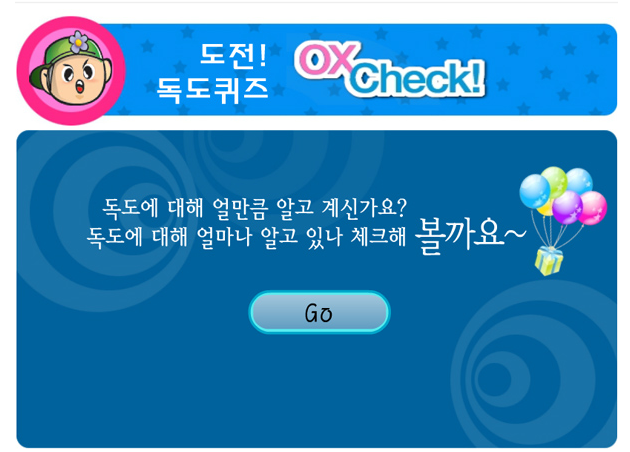 도전!
독도퀴즈
OX
Check!
독도에 대해 얼만큼 알고 계신가요?
독도에 대해 얼마나 알고 있나 체크해 볼까요~
Go